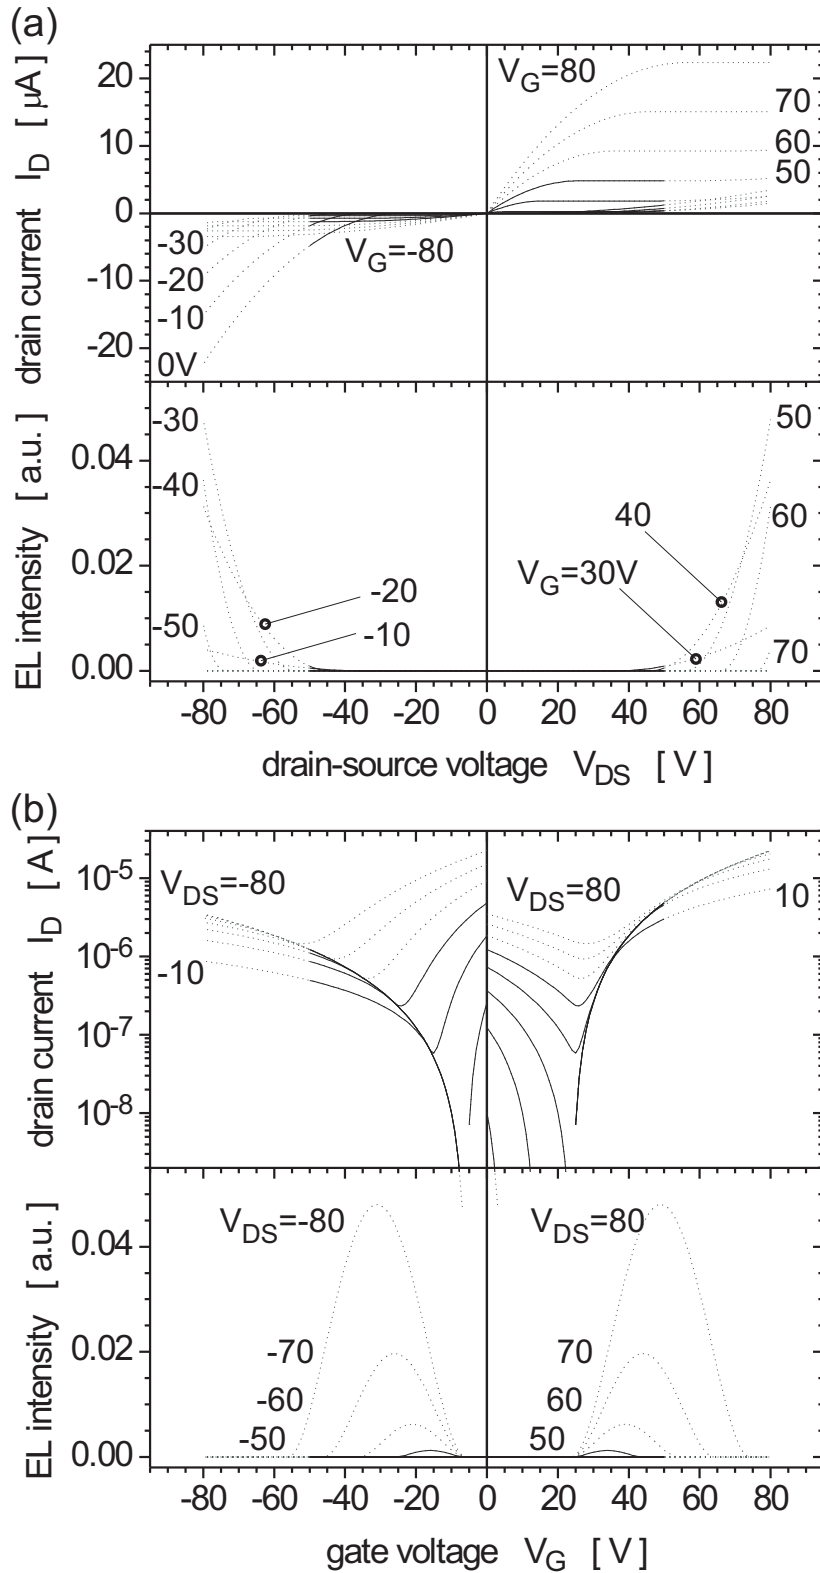 (a)
drain current I_D [ μA]
20
10
0
-10
-20
V_G=80
70
60
50
-30
-20
-10
0V
V_G=-80
EL intensity [ a.u.]
0.04
0.02
0.00
-30
-40
-50
-20
-10
50
40
60
V_G=30V
70
-80 -60 -40 -20 0 20 40 60 80
drain-source voltage V_DS [ V ]
(b)
drain current I_D [ A]
10^-5
10^-6
10^-7
10^-8
V_DS=-80
-10
V_DS=80
10
EL intensity [ a.u.]
0.04
0.02
0.00
V_DS=-80
-70
-60
-50
V_DS=80
70
60
50
-80 -60 -40 -20 0 20 40 60 80
gate voltage V_G [ V ]